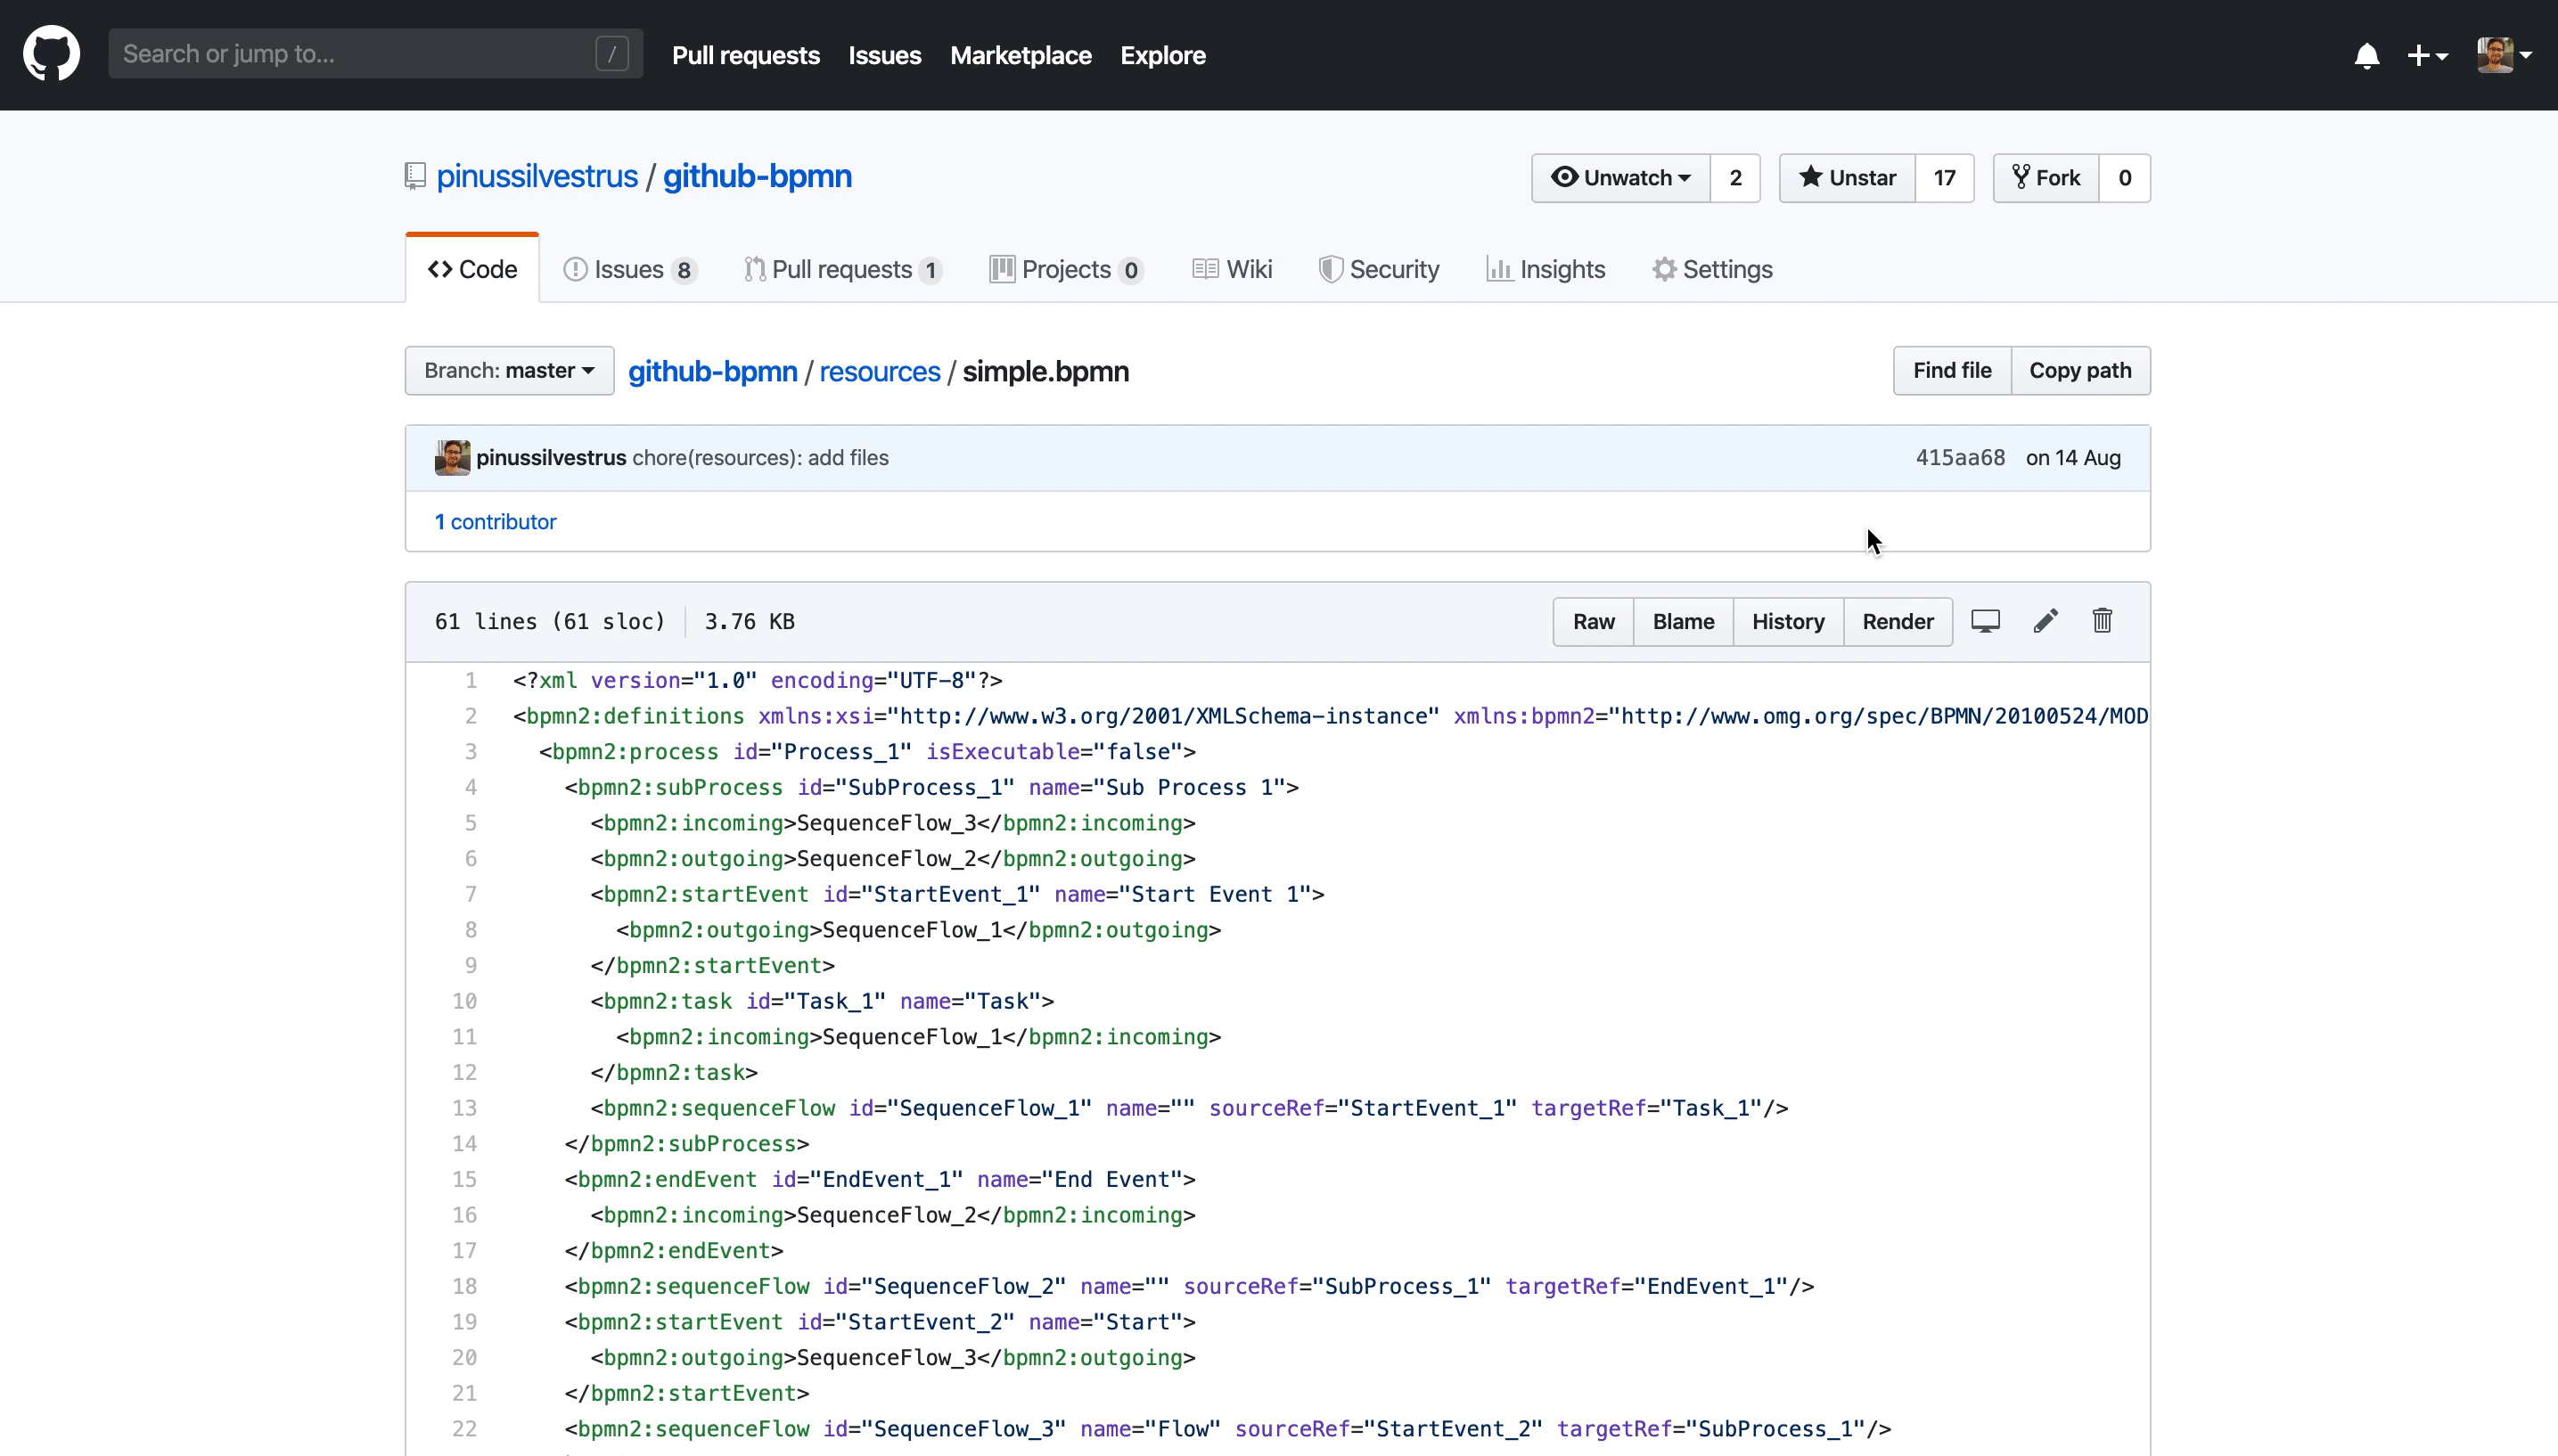 Search or jump to... / Pull requests Issues Marketplace Explore
pinussilvestrus / github-bpmn Unwatch 2 Unstar 17 Fork 0
Code Issues 8 Pull requests 1 Projects 0 Wiki Security Insights Settings
Branch: master github-bpmn / resources / simple.bpmn Find file Copy path
pinussilvestrus chore(resources): add files 415aa68 on 14 Aug
1 contributor
61 lines (61 sloc) 3.76 KB Raw Blame History Render
1 <?xml version="1.0" encoding="UTF-8"?>
2 <bpmn2:definitions xmlns:xsi="http://www.w3.org/2001/XMLSchema-instance" xmlns:bpmn2="http://www.omg.org/spec/BPMN/20100524/MOD
3 <bpmn2:process id="Process_1" isExecutable="false">
4 <bpmn2:subProcess id="SubProcess_1" name="Sub Process 1">
5 <bpmn2:incoming>SequenceFlow_3</bpmn2:incoming>
6 <bpmn2:outgoing>SequenceFlow_2</bpmn2:outgoing>
7 <bpmn2:startEvent id="StartEvent_1" name="Start Event 1">
8 <bpmn2:outgoing>SequenceFlow_1</bpmn2:outgoing>
9 </bpmn2:startEvent>
10 <bpmn2:task id="Task_1" name="Task">
11 <bpmn2:incoming>SequenceFlow_1</bpmn2:incoming>
12 </bpmn2:task>
13 <bpmn2:sequenceFlow id="SequenceFlow_1" name="" sourceRef="StartEvent_1" targetRef="Task_1"/>
14 </bpmn2:subProcess>
15 <bpmn2:endEvent id="EndEvent_1" name="End Event">
16 <bpmn2:incoming>SequenceFlow_2</bpmn2:incoming>
17 </bpmn2:endEvent>
18 <bpmn2:sequenceFlow id="SequenceFlow_2" name="" sourceRef="SubProcess_1" targetRef="EndEvent_1"/>
19 <bpmn2:startEvent id="StartEvent_2" name="Start">
20 <bpmn2:outgoing>SequenceFlow_3</bpmn2:outgoing>
21 </bpmn2:startEvent>
22 <bpmn2:sequenceFlow id="SequenceFlow_3" name="Flow" sourceRef="StartEvent_2" targetRef="SubProcess_1"/>